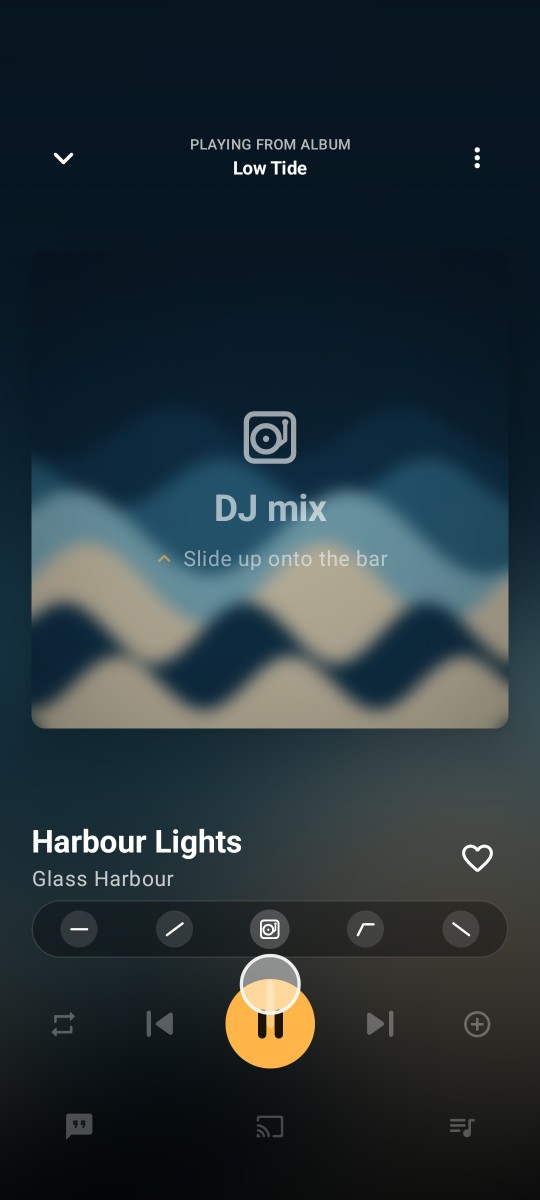 PLAYING FROM ALBUM
Low Tide
DJ mix
Slide up onto the bar
Harbour Lights
Glass Harbour